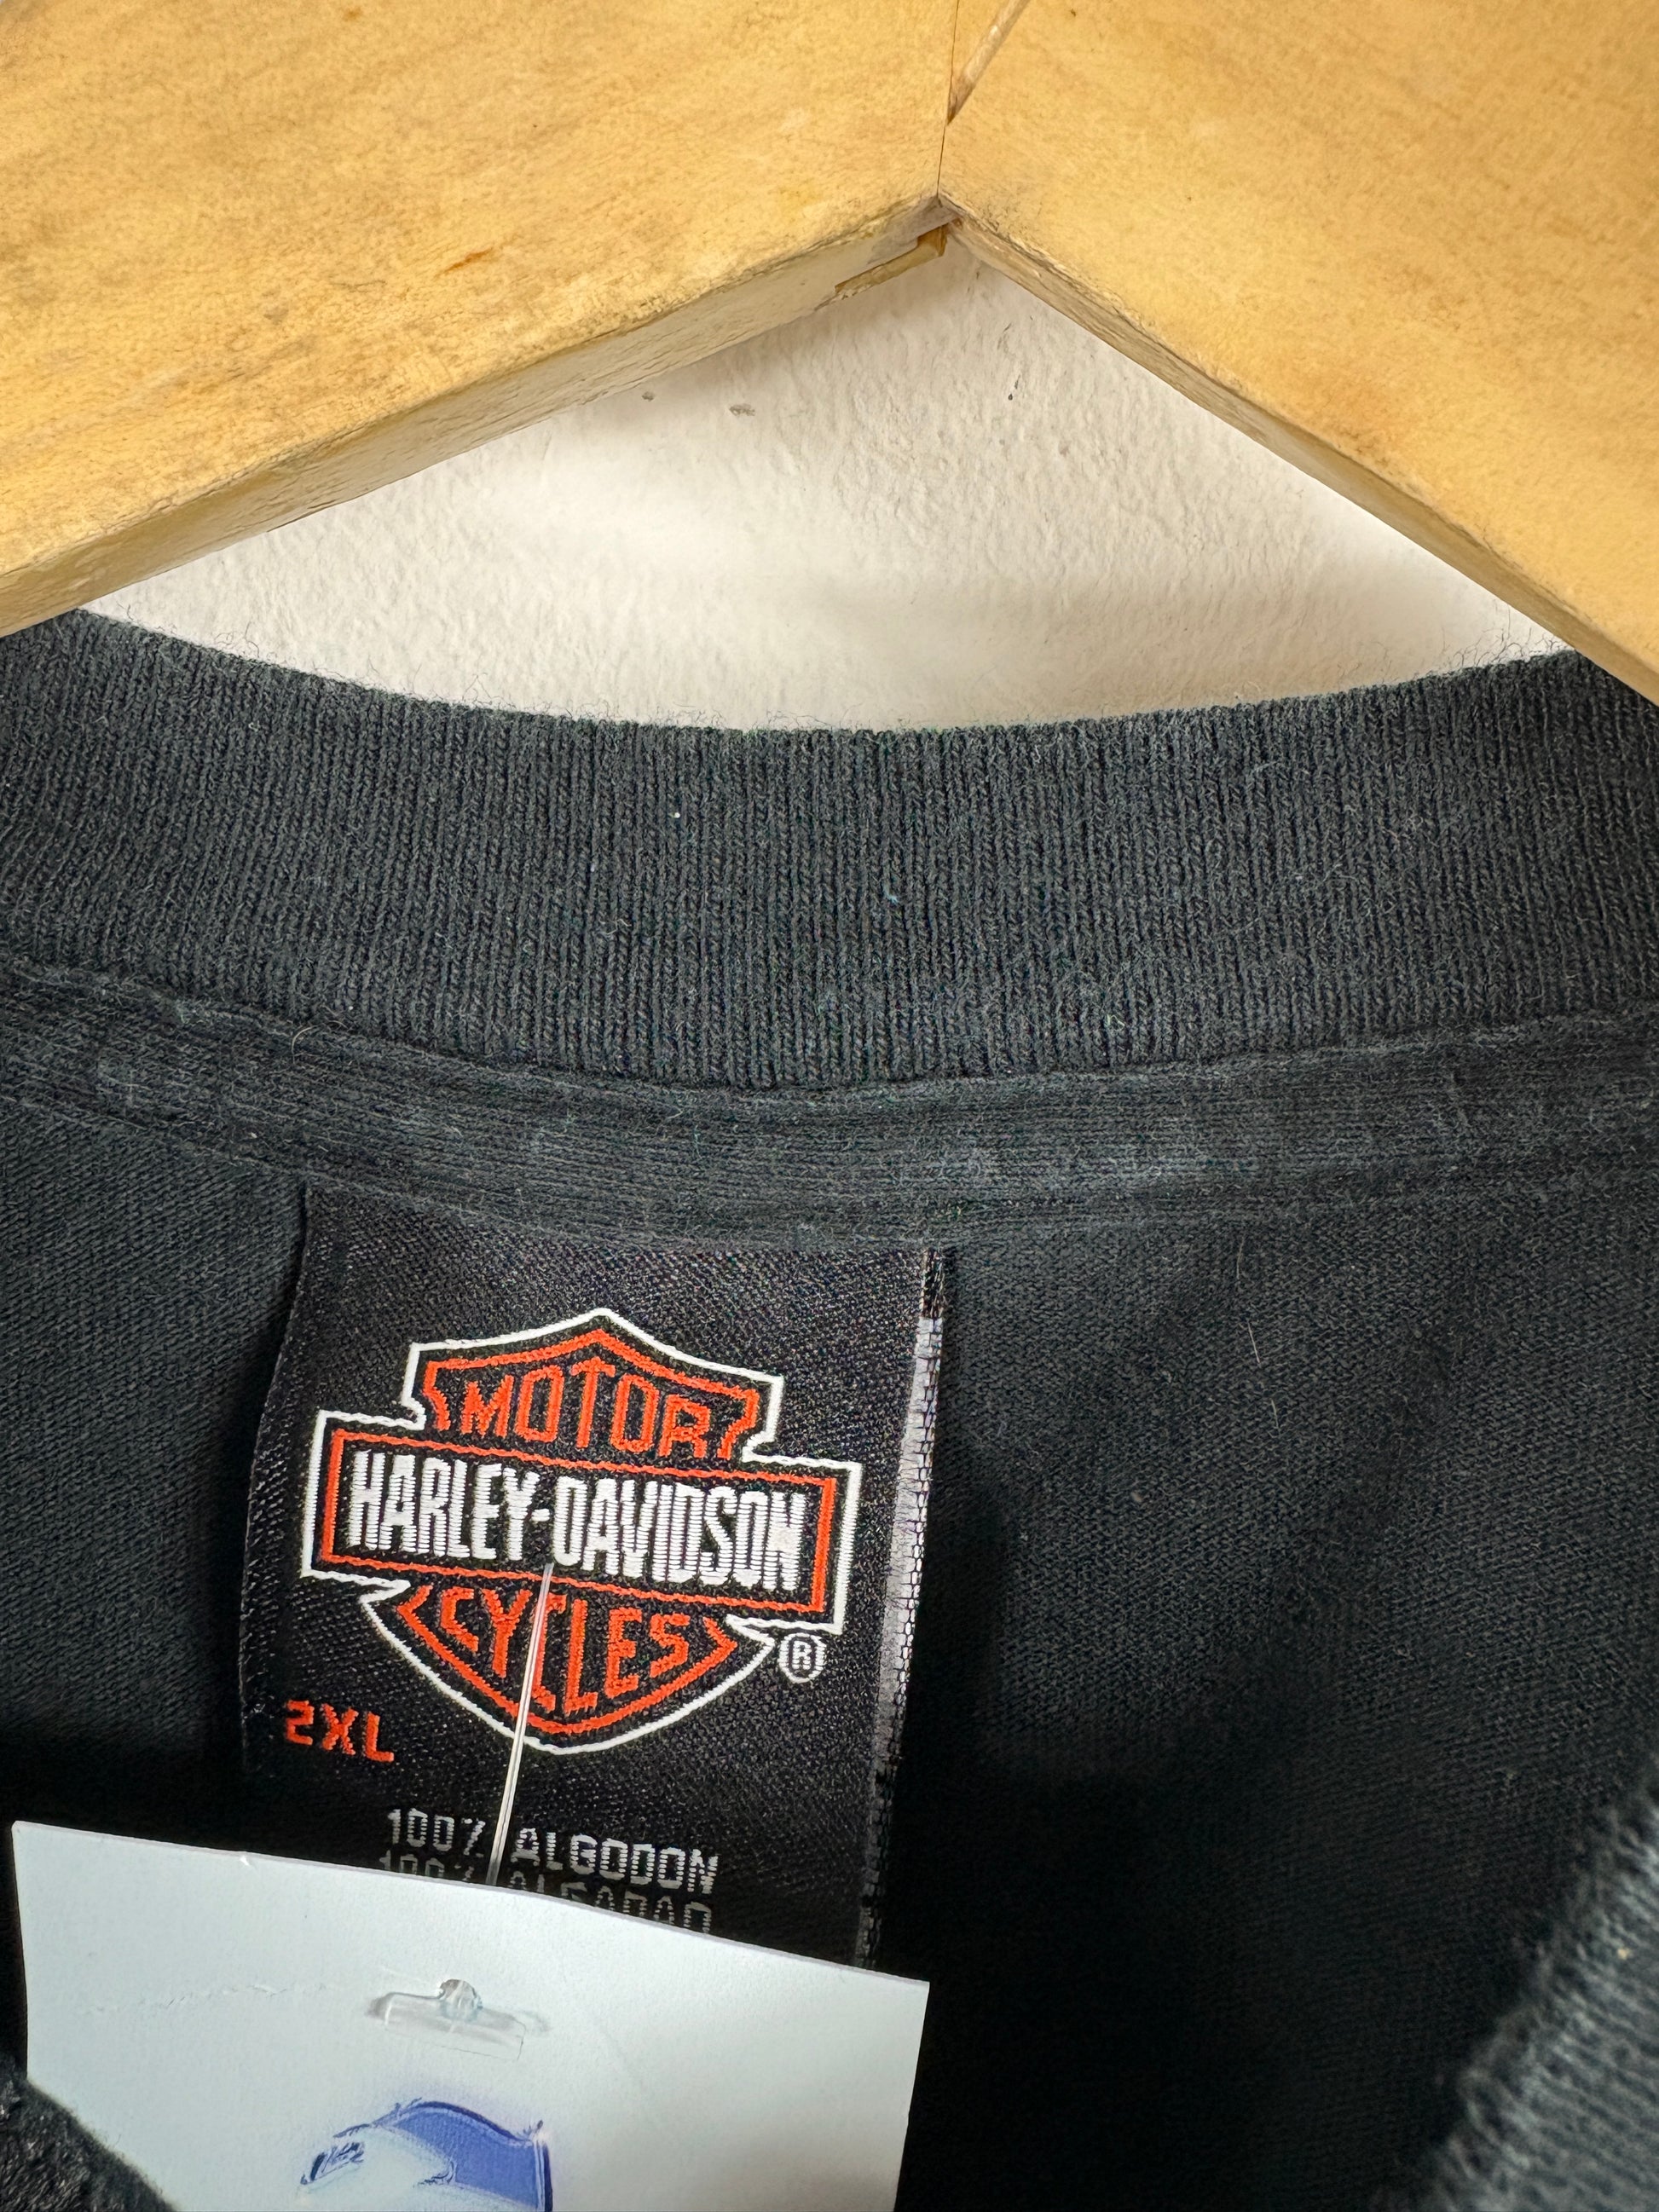 MOTOR
HARLEY-DAVIDSON
CYCLES
®
2XL
100% ALGODON